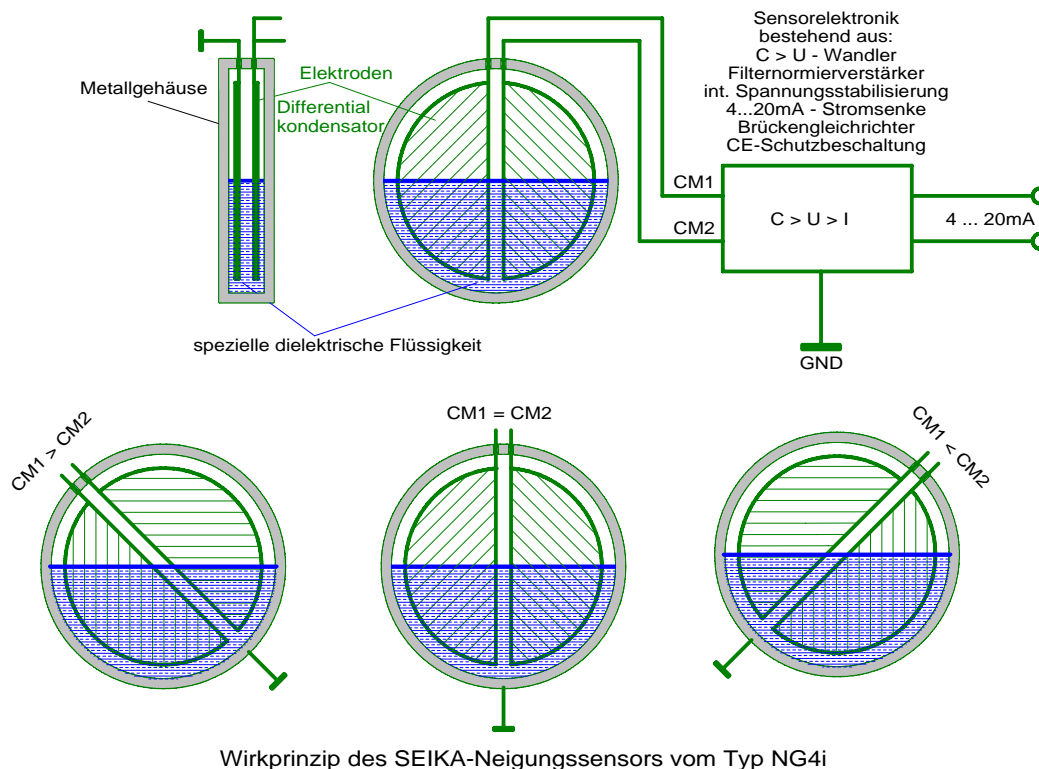 Sensorelektronik
bestehend aus:
C > U - Wandler
Filternormierverstärker
int. Spannungsstabilisierung
4...20mA - Stromsenke
Brückengleichrichter
CE-Schutzbeschaltung
Metallgehäuse
Elektroden
Differential
kondensator
CM1
CM2
C > U > I
4 ... 20mA
GND
spezielle dielektrische Flüssigkeit
CM1 > CM2
CM1 = CM2
CM1 < CM2
Wirkprinzip des SEIKA-Neigungssensors vom Typ NG4i